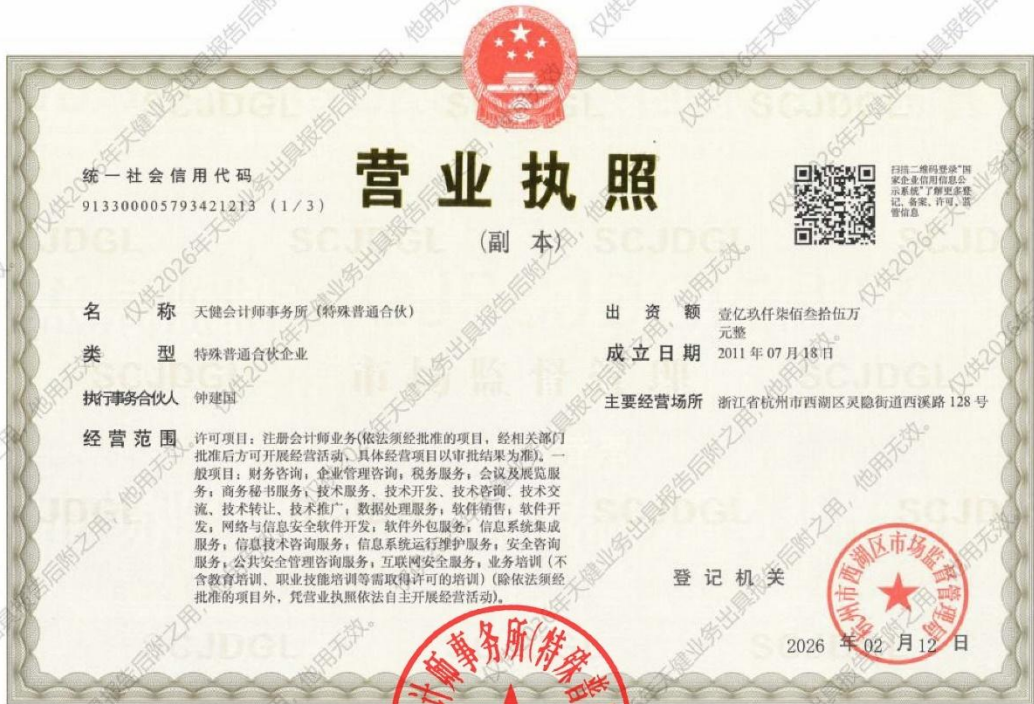 营业执照
（副 本）
统一社会信用代码
913300005793421213 （1/3）
扫描二维码登录“国
家企业信用信息公
示系统”了解更多登
记、备案、许可、监
管信息
名 称 天健会计师事务所（特殊普通合伙）
类 型 特殊普通合伙企业
执行事务合伙人 钟建国
经营范围 许可项目：注册会计师业务(依法须经批准的项目，经相关部门
批准后方可开展经营活动，具体经营项目以审批结果为准)。一
般项目：财务咨询；企业管理咨询；税务服务；会议及展览服
务；商务秘书服务；技术服务、技术开发、技术咨询、技术交
流、技术转让、技术推广；数据处理服务；软件销售；软件开
发；网络与信息安全软件开发；软件外包服务；信息系统集成
服务；信息技术咨询服务；信息系统运行维护服务；安全咨询
服务；公共安全管理咨询服务；互联网安全服务；业务培训（不
含教育培训、职业技能培训等需取得许可的培训）(除依法须经
批准的项目外，凭营业执照依法自主开展经营活动)。
出 资 额 壹亿玖仟柒佰叁拾伍万
元整
成立日期 2011 年 07 月 18 日
主要经营场所 浙江省杭州市西湖区灵隐街道西溪路 128 号
登记机关
杭州市西湖区市场监督管理局
2026 年 02 月 12 日
计师事务所(特殊普
SCJDGL
市场监督管理
仅供2026年天健业务出具报告后附之用，他用无效。